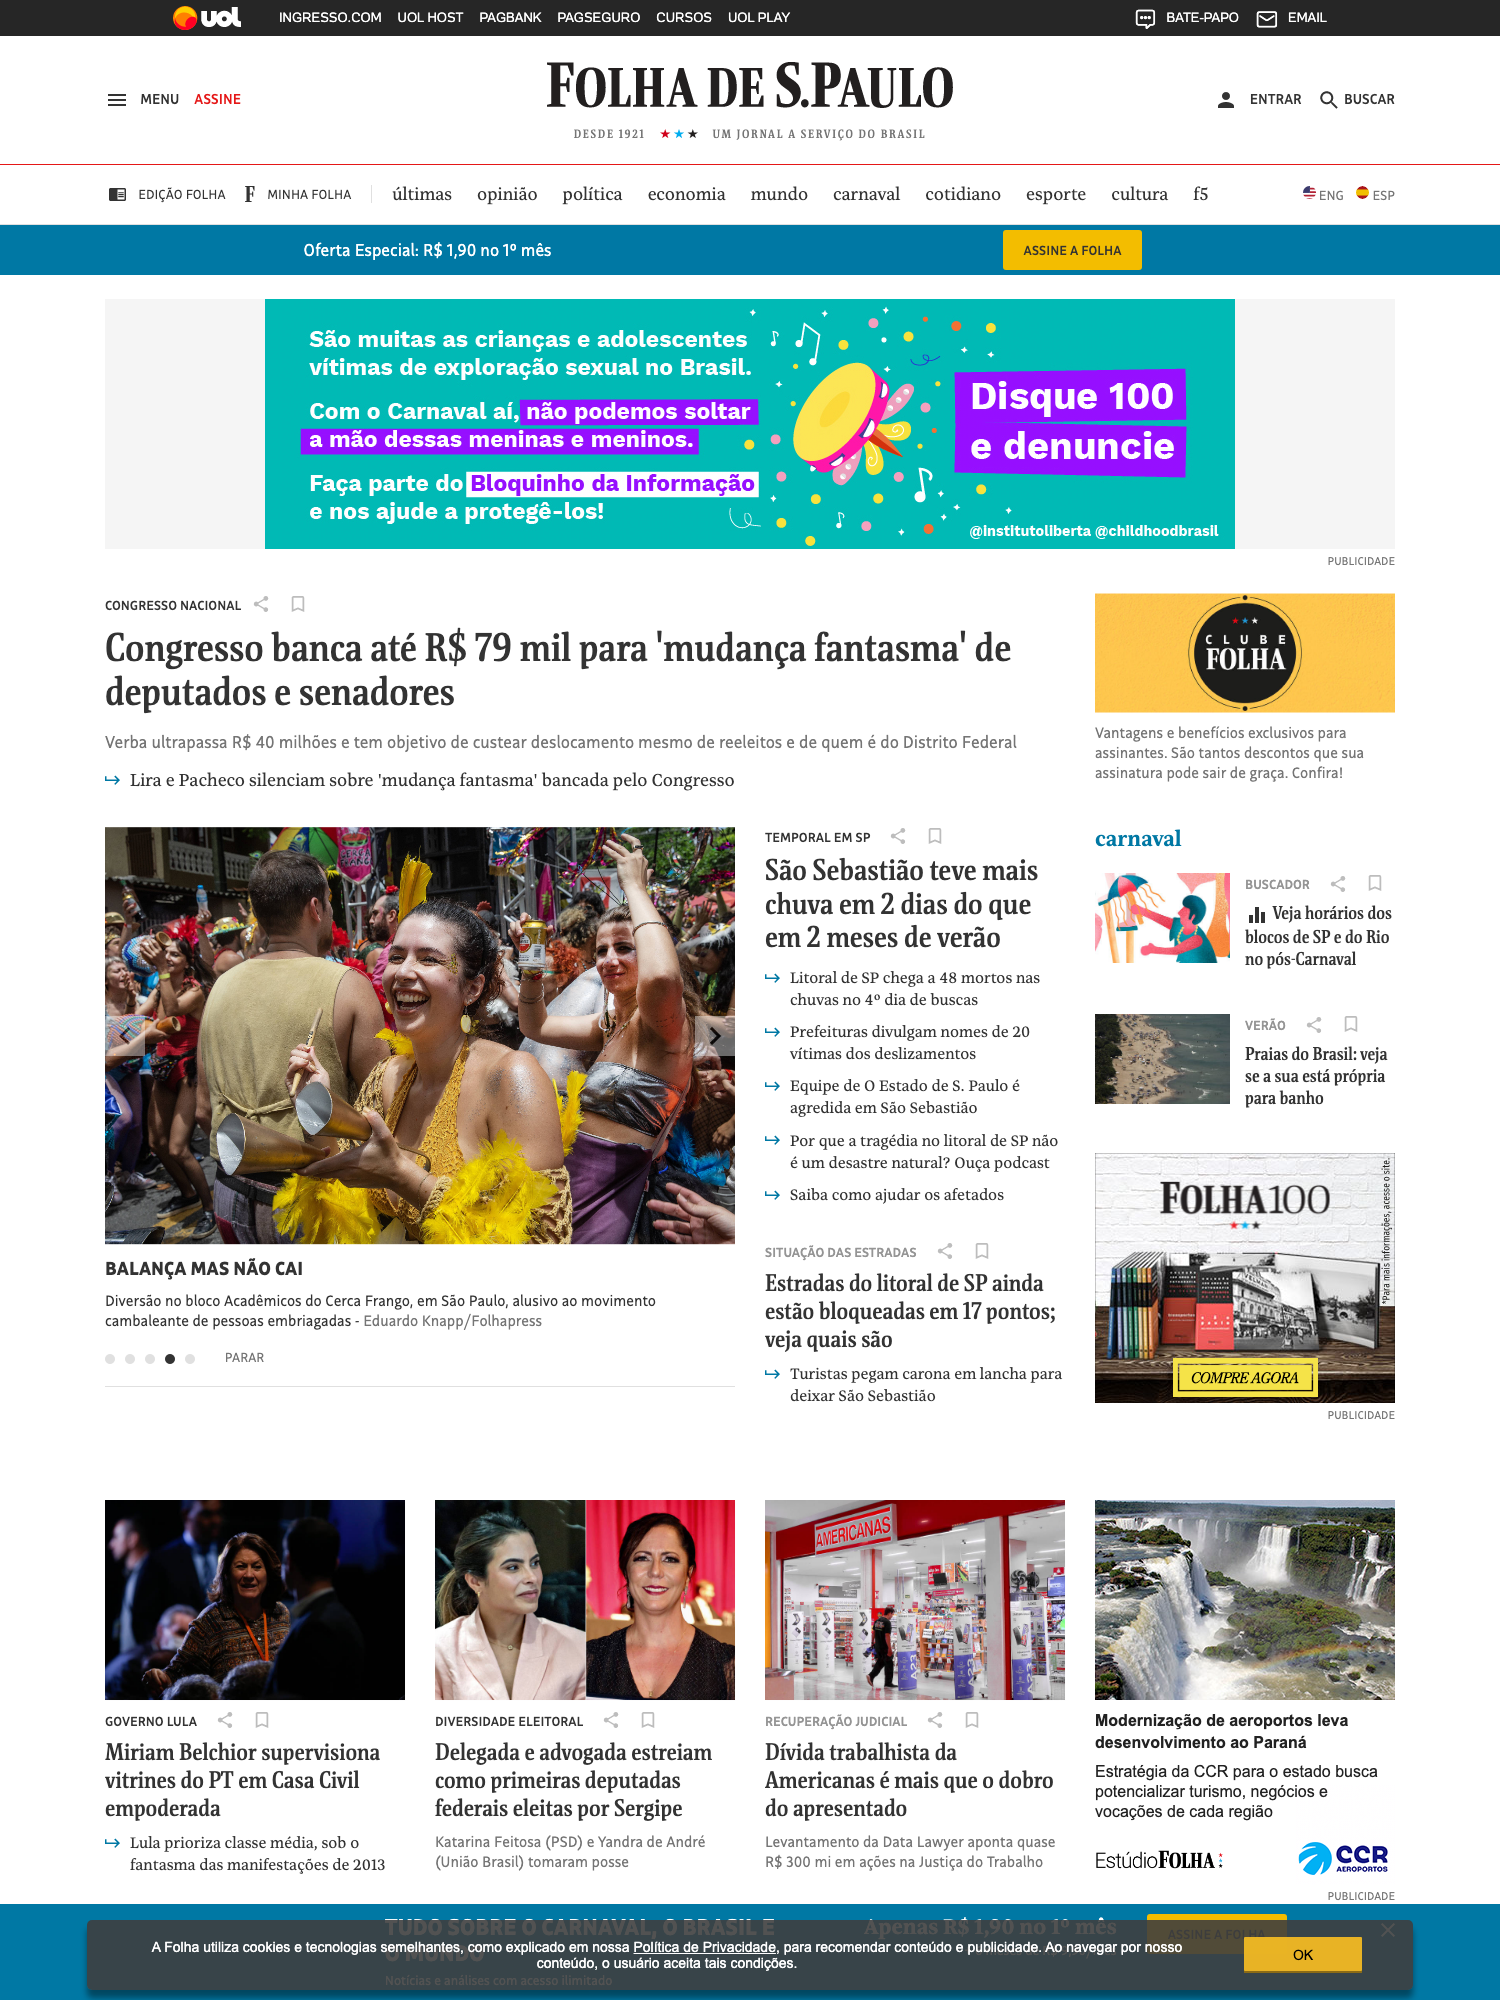 uol INGRESSO.COM UOL HOST PAGBANK PAGSEGURO CURSOS UOL PLAY BATE-PAPO EMAIL
MENU ASSINE
FOLHA DE S.PAULO
DESDE 1921 ★★★ UM JORNAL A SERVIÇO DO BRASIL
ENTRAR BUSCAR
EDIÇÃO FOLHA F MINHA FOLHA últimas opinião política economia mundo carnaval cotidiano esporte cultura f5 ENG ESP
Oferta Especial: R$ 1,90 no 1º mês ASSINE A FOLHA
São muitas as crianças e adolescentes
vítimas de exploração sexual no Brasil.
Com o Carnaval aí, não podemos soltar
a mão dessas meninas e meninos.
Faça parte do Bloquinho da Informação
e nos ajude a protegê-los!
Disque 100
e denuncie
@institutoliberta @childhoodbrasil
PUBLICIDADE
CONGRESSO NACIONAL
Congresso banca até R$ 79 mil para 'mudança fantasma' de
deputados e senadores
Verba ultrapassa R$ 40 milhões e tem objetivo de custear deslocamento mesmo de reeleitos e de quem é do Distrito Federal
Lira e Pacheco silenciam sobre 'mudança fantasma' bancada pelo Congresso
CLUBE
FOLHA
Vantagens e benefícios exclusivos para
assinantes. São tantos descontos que sua
assinatura pode sair de graça. Confira!
BALANÇA MAS NÃO CAI
Diversão no bloco Acadêmicos do Cerca Frango, em São Paulo, alusivo ao movimento
cambaleante de pessoas embriagadas - Eduardo Knapp/Folhapress
PARAR
TEMPORAL EM SP
São Sebastião teve mais
chuva em 2 dias do que
em 2 meses de verão
Litoral de SP chega a 48 mortos nas
chuvas no 4º dia de buscas
Prefeituras divulgam nomes de 20
vítimas dos deslizamentos
Equipe de O Estado de S. Paulo é
agredida em São Sebastião
Por que a tragédia no litoral de SP não
é um desastre natural? Ouça podcast
Saiba como ajudar os afetados
SITUAÇÃO DAS ESTRADAS
Estradas do litoral de SP ainda
estão bloqueadas em 17 pontos;
veja quais são
Turistas pegam carona em lancha para
deixar São Sebastião
carnaval
BUSCADOR
Veja horários dos
blocos de SP e do Rio
no pós-Carnaval
VERÃO
Praias do Brasil: veja
se a sua está própria
para banho
FOLHA100
*Para mais informações, acesse o site.
COMPRE AGORA
PUBLICIDADE
GOVERNO LULA
Miriam Belchior supervisiona
vitrines do PT em Casa Civil
empoderada
Lula prioriza classe média, sob o
fantasma das manifestações de 2013
DIVERSIDADE ELEITORAL
Delegada e advogada estreiam
como primeiras deputadas
federais eleitas por Sergipe
Katarina Feitosa (PSD) e Yandra de André
(União Brasil) tomaram posse
AMERICANAS
RECUPERAÇÃO JUDICIAL
Dívida trabalhista da
Americanas é mais que o dobro
do apresentado
Levantamento da Data Lawyer aponta quase
R$ 300 mi em ações na Justiça do Trabalho
Modernização de aeroportos leva
desenvolvimento ao Paraná
Estratégia da CCR para o estado busca
potencializar turismo, negócios e
vocações de cada região
EstúdioFOLHA CCR AEROPORTOS
PUBLICIDADE
TUDO SOBRE O CARNAVAL, O BRASIL E
O MUNDO
Notícias e análises com acesso ilimitado
Apenas R$ 1,90 no 1º mês
ASSINE A FOLHA
A Folha utiliza cookies e tecnologias semelhantes, como explicado em nossa Política de Privacidade, para recomendar conteúdo e publicidade. Ao navegar por nosso
conteúdo, o usuário aceita tais condições.
OK